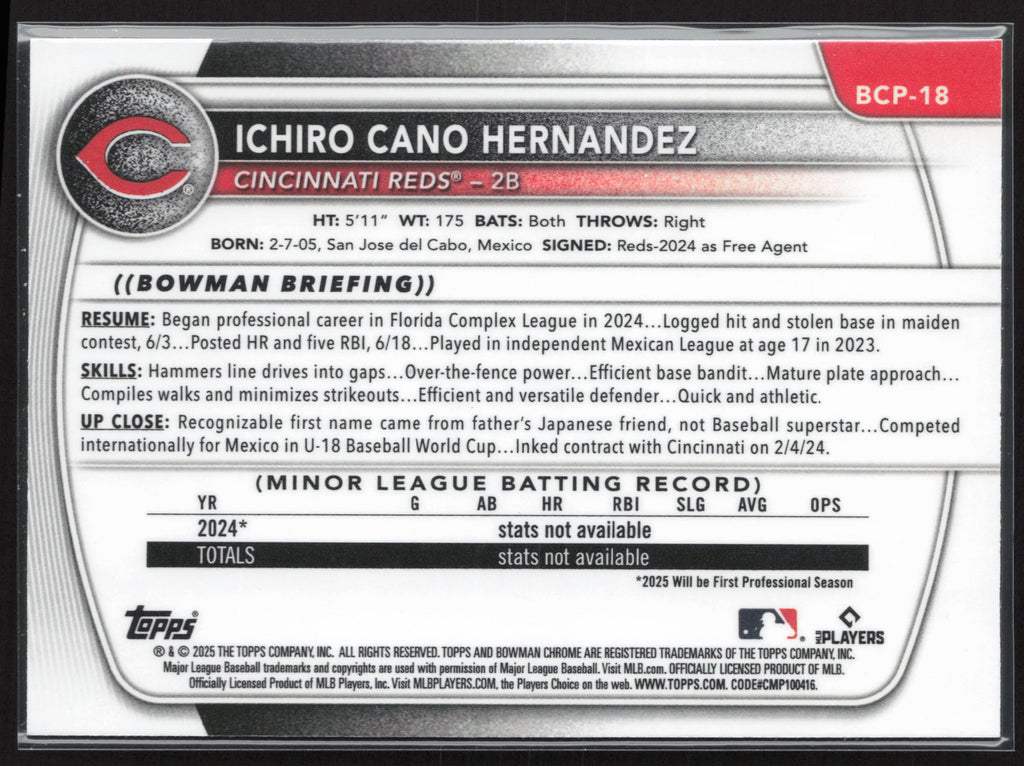 BCP-18
ICHIRO CANO HERNANDEZ
CINCINNATI REDS® – 2B
®
HT: 5'11" WT: 175 BATS: Both THROWS: Right
BORN: 2-7-05, San Jose del Cabo, Mexico SIGNED: Reds-2024 as Free Agent
((BOWMAN BRIEFING))
RESUME: Began professional career in Florida Complex League in 2024...Logged hit and stolen base in maiden
contest, 6/3...Posted HR and five RBI, 6/18...Played in independent Mexican League at age 17 in 2023.
SKILLS: Hammers line drives into gaps...Over-the-fence power...Efficient base bandit...Mature plate approach...
Compiles walks and minimizes strikeouts...Efficient and versatile defender...Quick and athletic.
UP CLOSE: Recognizable first name came from father's Japanese friend, not Baseball superstar...Competed
internationally for Mexico in U-18 Baseball World Cup...Inked contract with Cincinnati on 2/4/24.
(MINOR LEAGUE BATTING RECORD)
YR G AB HR RBI SLG AVG OPS
2024* stats not available
TOTALS stats not available
*2025 Will be First Professional Season
Topps®
®
MLB PLAYERS
® & © 2025 THE TOPPS COMPANY, INC. ALL RIGHTS RESERVED. TOPPS AND BOWMAN CHROME ARE REGISTERED TRADEMARKS OF THE TOPPS COMPANY, INC.
Major League Baseball trademarks and copyrights are used with permission of Major League Baseball. Visit MLB.com. OFFICIALLY LICENSED PRODUCT OF MLB.
Officially Licensed Product of MLB Players, Inc. Visit MLBPLAYERS.COM, the Players Choice on the web. WWW.TOPPS.COM. CODE#CMP100416.